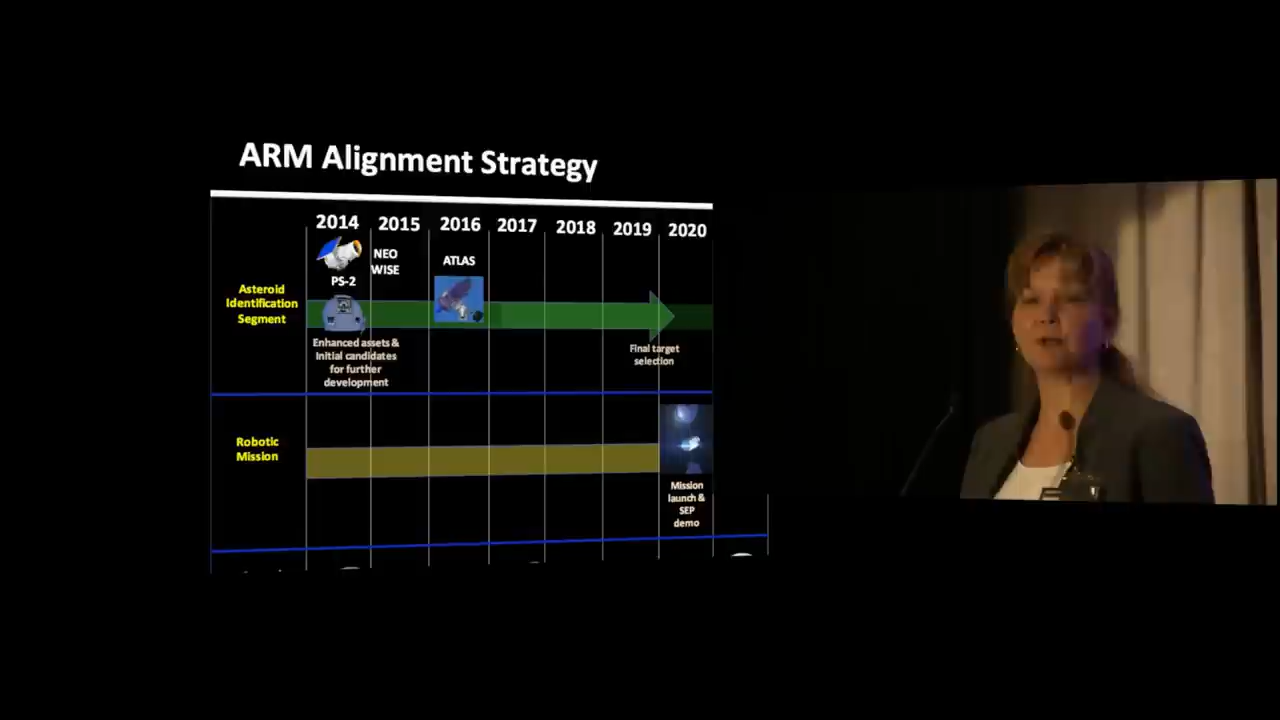 ARM Alignment Strategy
2014 2015 2016 2017 2018 2019 2020
NEO
WISE
ATLAS
PS-2
Asteroid
Identification
Segment
Enhanced assets &
Initial candidates
for further
development
Final target
selection
Robotic
Mission
Mission
launch &
SEP
demo